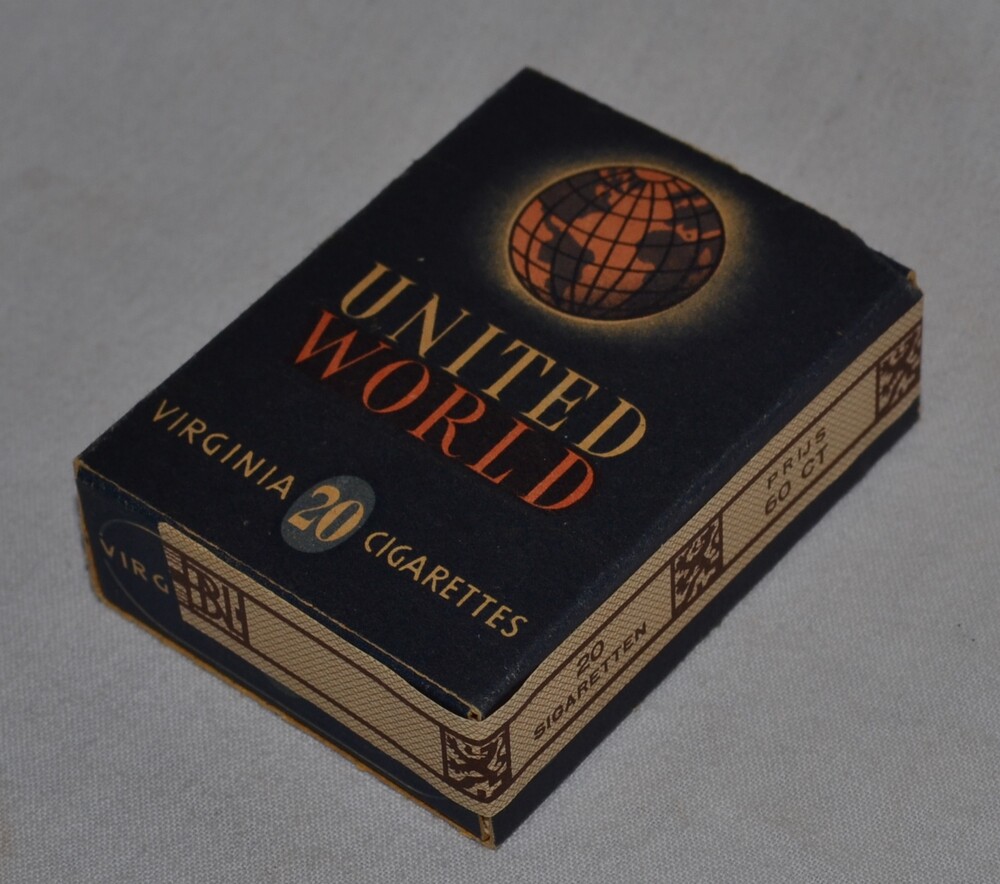 UNITED
WORLD
VIRGINIA 20 CIGARETTES
VIRG
20
SIGARETTEN
PRIJS
60 CT